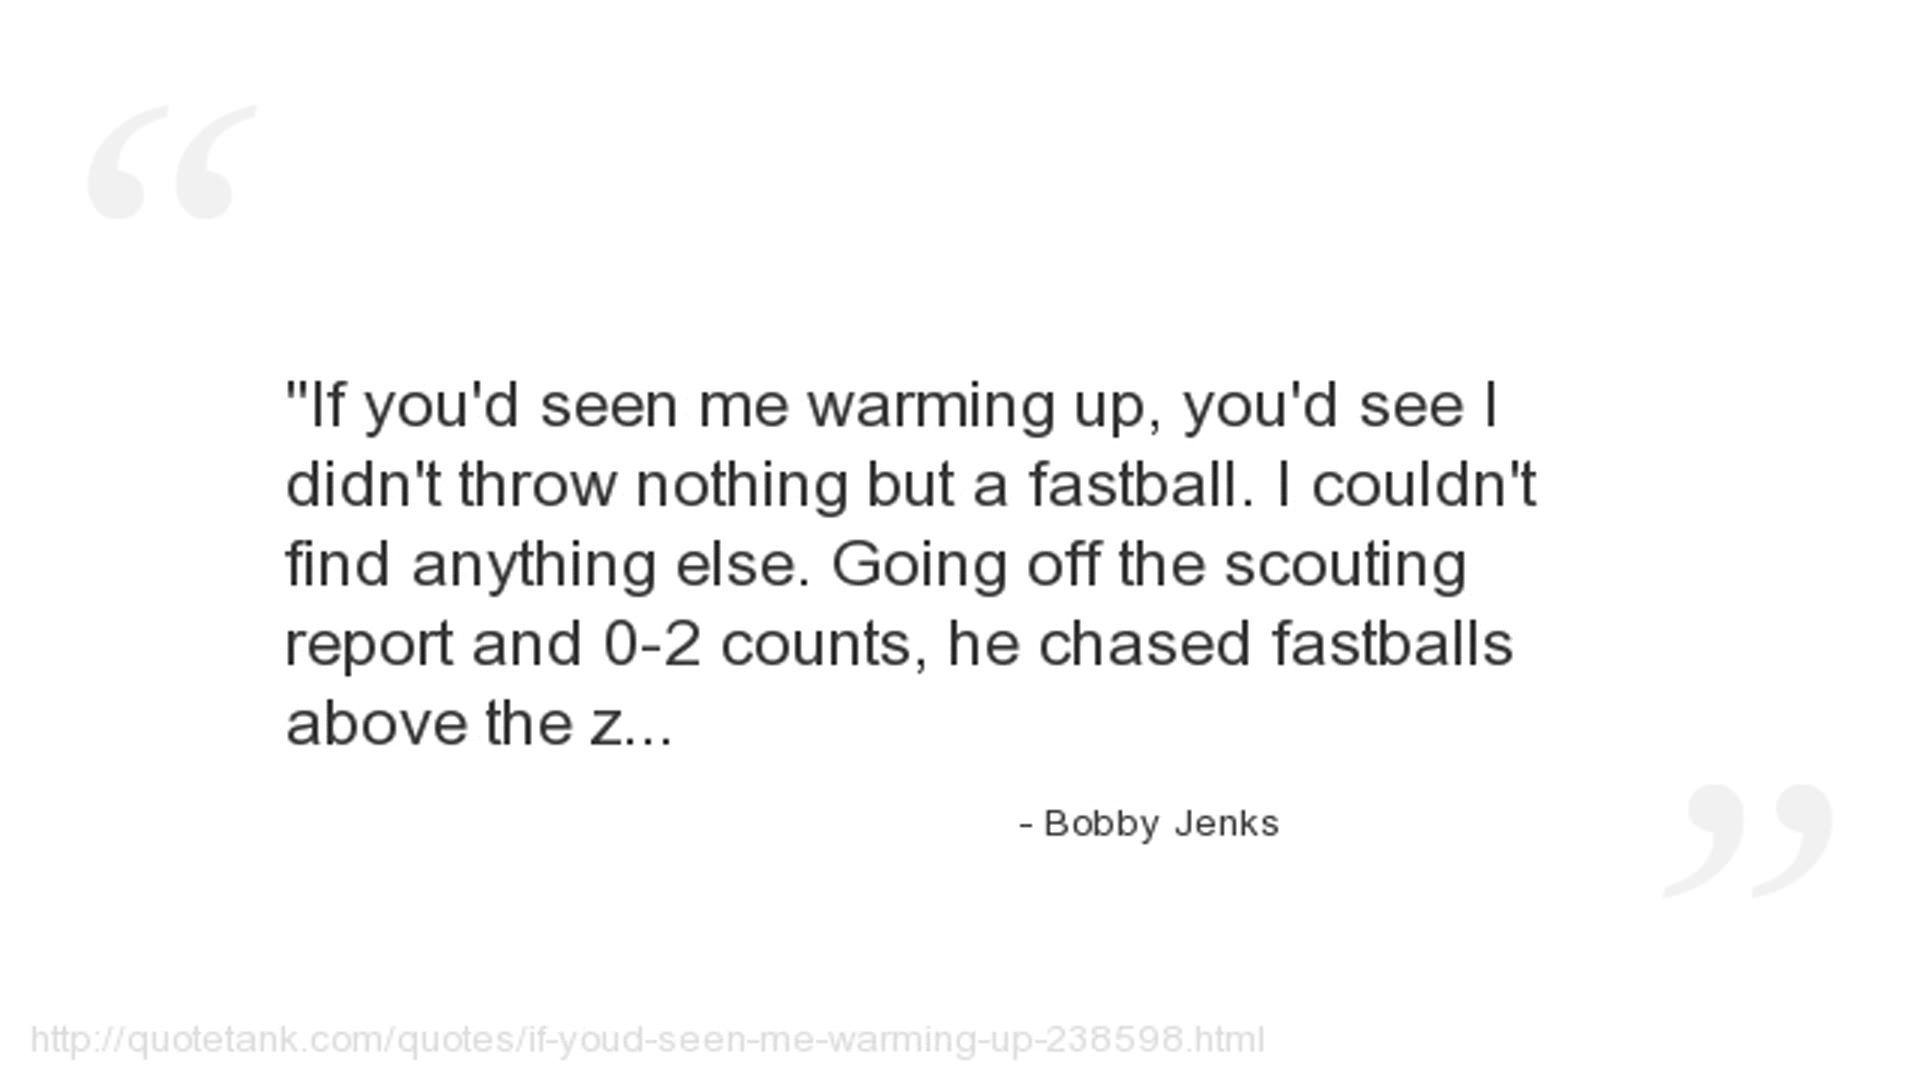 "If you'd seen me warming up, you'd see I
didn't throw nothing but a fastball. I couldn't
find anything else. Going off the scouting
report and 0-2 counts, he chased fastballs
above the z...
- Bobby Jenks
http://quotetank.com/quotes/if-youd-seen-me-warming-up-238598.html